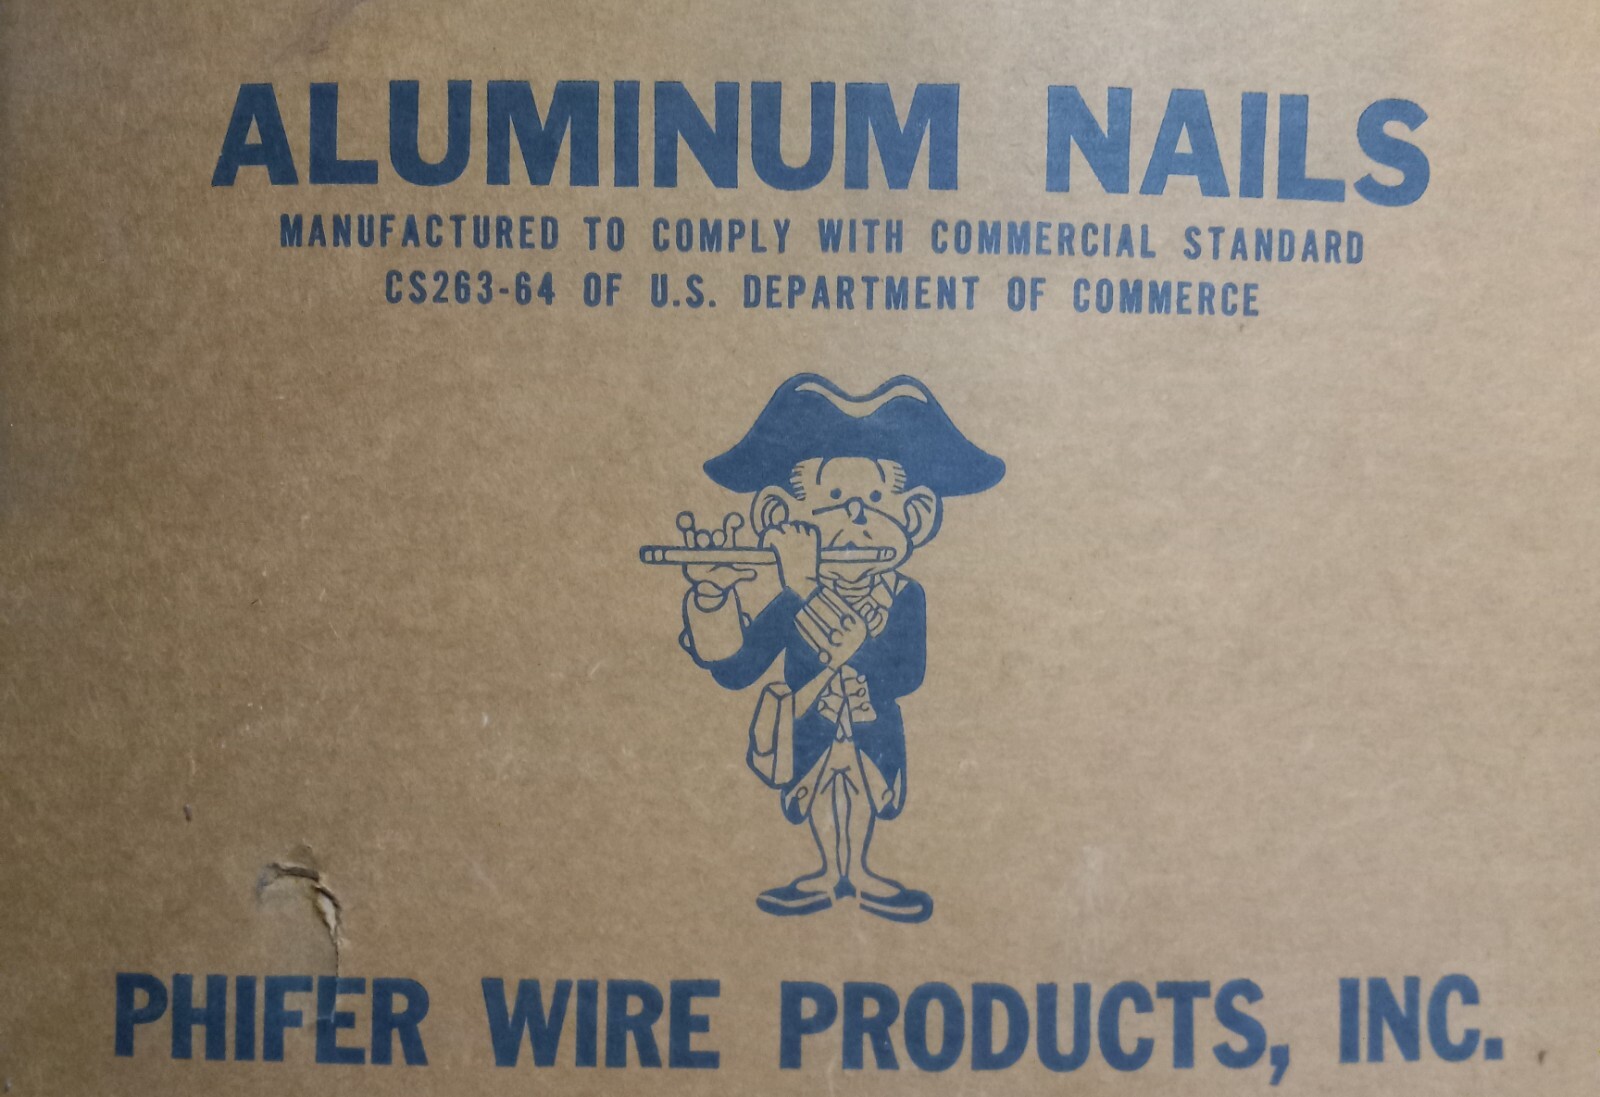 ALUMINUM NAILS
MANUFACTURED TO COMPLY WITH COMMERCIAL STANDARD
CS263-64 OF U.S. DEPARTMENT OF COMMERCE
PHIFER WIRE PRODUCTS, INC.